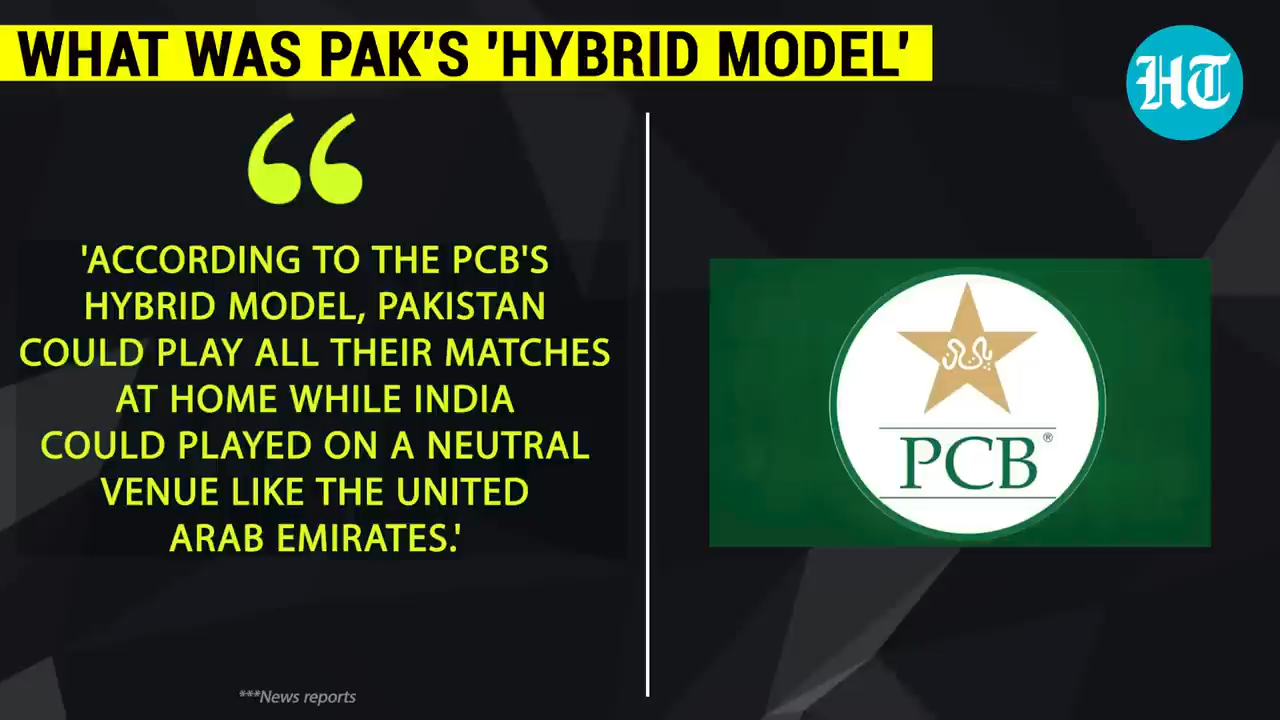 WHAT WAS PAK'S 'HYBRID MODEL'
HT
'ACCORDING TO THE PCB'S
HYBRID MODEL, PAKISTAN
COULD PLAY ALL THEIR MATCHES
AT HOME WHILE INDIA
COULD PLAYED ON A NEUTRAL
VENUE LIKE THE UNITED
ARAB EMIRATES.'
PCB®
***News reports